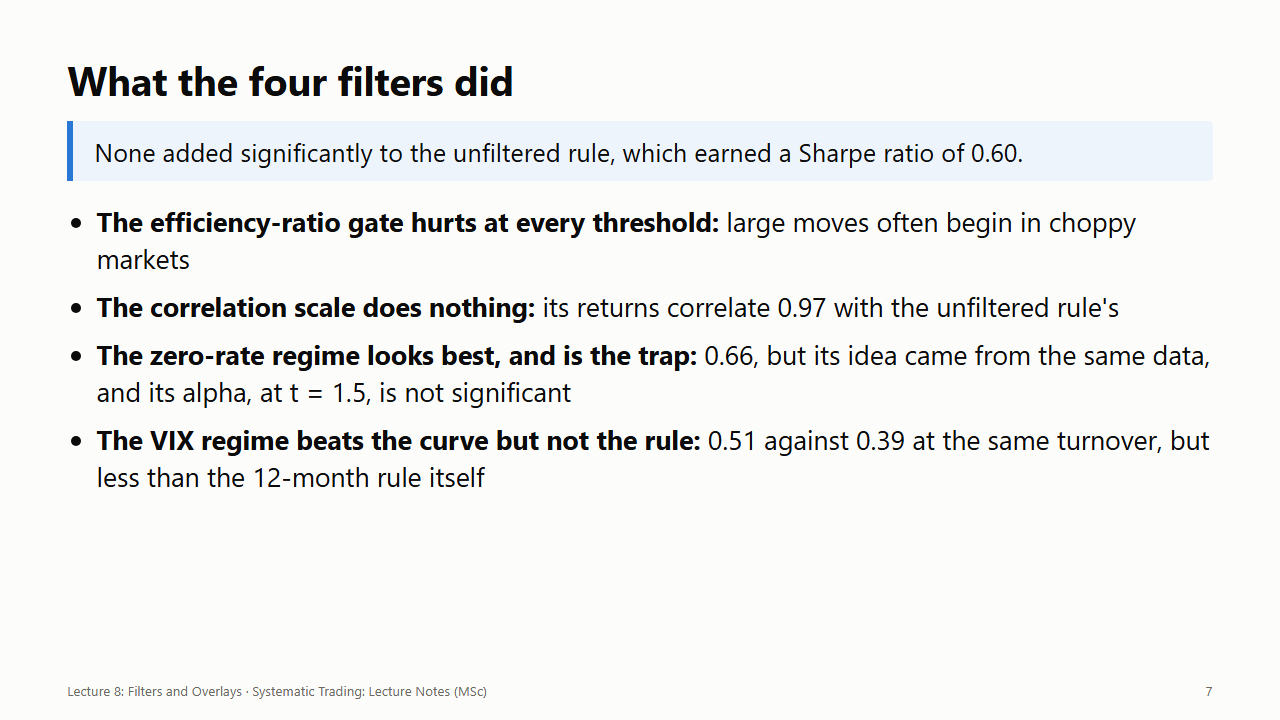 What the four filters did
None added significantly to the unfiltered rule, which earned a Sharpe ratio of 0.60.
• The efficiency-ratio gate hurts at every threshold: large moves often begin in choppy
markets
• The correlation scale does nothing: its returns correlate 0.97 with the unfiltered rule's
• The zero-rate regime looks best, and is the trap: 0.66, but its idea came from the same data,
and its alpha, at t = 1.5, is not significant
• The VIX regime beats the curve but not the rule: 0.51 against 0.39 at the same turnover, but
less than the 12-month rule itself
Lecture 8: Filters and Overlays · Systematic Trading: Lecture Notes (MSc)
7